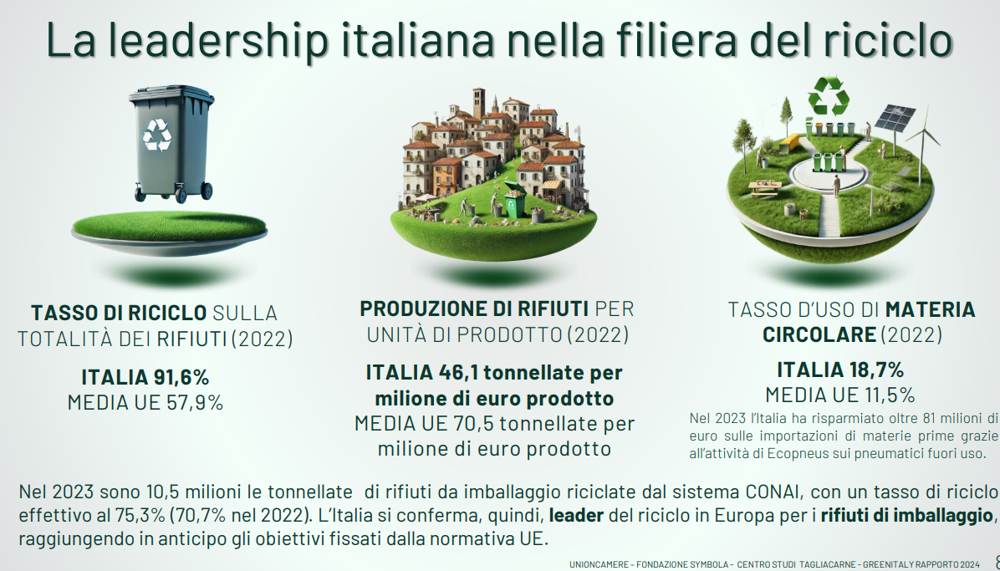 La leadership italiana nella filiera del riciclo
TASSO DI RICICLO SULLA
TOTALITÀ DEI RIFIUTI (2022)
ITALIA 91,6%
MEDIA UE 57,9%
PRODUZIONE DI RIFIUTI PER
UNITÀ DI PRODOTTO (2022)
ITALIA 46,1 tonnellate per
milione di euro prodotto
MEDIA UE 70,5 tonnellate per
milione di euro prodotto
TASSO D'USO DI MATERIA
CIRCOLARE (2022)
ITALIA 18,7%
MEDIA UE 11,5%
Nel 2023 l'Italia ha risparmiato oltre 81 milioni di
euro sulle importazioni di materie prime grazie
all'attività di Ecopneus sui pneumatici fuori uso.
Nel 2023 sono 10,5 milioni le tonnellate di rifiuti da imballaggio riciclate dal sistema CONAI, con un tasso di riciclo
effettivo al 75,3% (70,7% nel 2022). L'Italia si conferma, quindi, leader del riciclo in Europa per i rifiuti di imballaggio,
raggiungendo in anticipo gli obiettivi fissati dalla normativa UE.
UNIONCAMERE – FONDAZIONE SYMBOLA - CENTRO STUDI TAGLIACARNE - GREENITALY RAPPORTO 2024